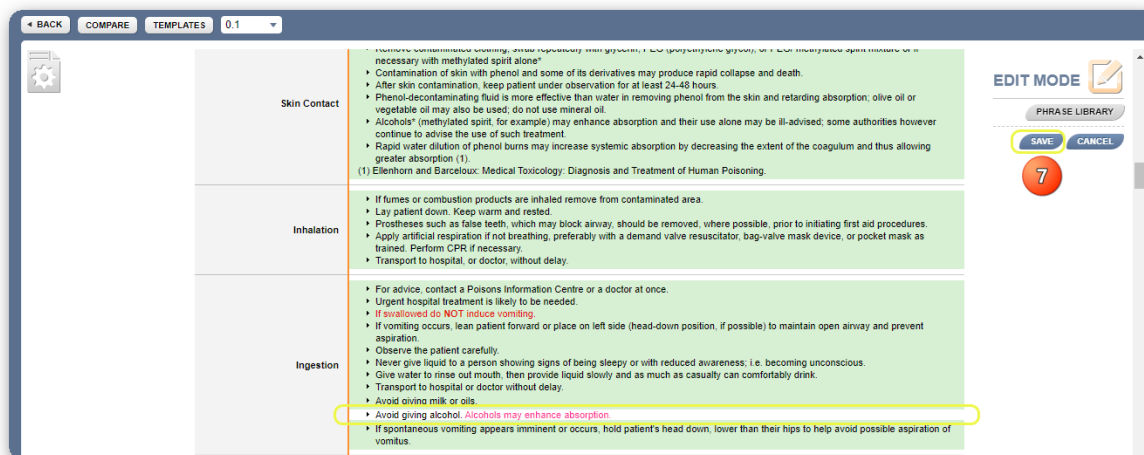 ◂ BACK COMPARE TEMPLATES 0.1
EDIT MODE
PHRASE LIBRARY
SAVE CANCEL
7
Skin Contact
Remove contaminated clothing, swab repeatedly with glycerin, PEG (polyethylene glycol), or PEG/ methylated spirit mixture or if
necessary with methylated spirit alone*
‣ Contamination of skin with phenol and some of its derivatives may produce rapid collapse and death.
‣ After skin contamination, keep patient under observation for at least 24-48 hours.
‣ Phenol-decontaminating fluid is more effective than water in removing phenol from the skin and retarding absorption; olive oil or
vegetable oil may also be used; do not use mineral oil.
‣ Alcohols* (methylated spirit, for example) may enhance absorption and their use alone may be ill-advised; some authorities however
continue to advise the use of such treatment.
‣ Rapid water dilution of phenol burns may increase systemic absorption by decreasing the extent of the coagulum and thus allowing
greater absorption (1).
(1) Ellenhorn and Barceloux: Medical Toxicology: Diagnosis and Treatment of Human Poisoning.
Inhalation
‣ If fumes or combustion products are inhaled remove from contaminated area.
‣ Lay patient down. Keep warm and rested.
‣ Prostheses such as false teeth, which may block airway, should be removed, where possible, prior to initiating first aid procedures.
‣ Apply artificial respiration if not breathing, preferably with a demand valve resuscitator, bag-valve mask device, or pocket mask as
trained. Perform CPR if necessary.
‣ Transport to hospital, or doctor, without delay.
Ingestion
‣ For advice, contact a Poisons Information Centre or a doctor at once.
‣ Urgent hospital treatment is likely to be needed.
‣ If swallowed do NOT induce vomiting.
‣ If vomiting occurs, lean patient forward or place on left side (head-down position, if possible) to maintain open airway and prevent
aspiration.
‣ Observe the patient carefully.
‣ Never give liquid to a person showing signs of being sleepy or with reduced awareness; i.e. becoming unconscious.
‣ Give water to rinse out mouth, then provide liquid slowly and as much as casualty can comfortably drink.
‣ Transport to hospital or doctor without delay.
‣ Avoid giving milk or oils.
‣ Avoid giving alcohol. Alcohols may enhance absorption.
‣ If spontaneous vomiting appears imminent or occurs, hold patient's head down, lower than their hips to help avoid possible aspiration of
vomitus.